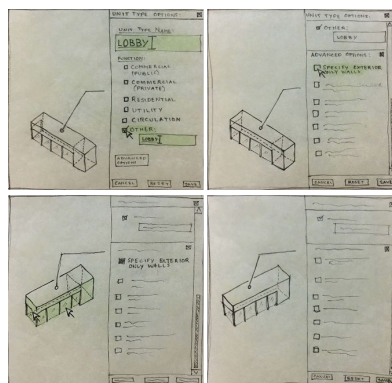 UNIT TYPE OPTIONS:
UNIT TYPE NAME:
LOBBY
FUNCTION:
COMMERCIAL
(PUBLIC)
COMMERCIAL
(PRIVATE)
RESIDENTIAL
UTILITY
CIRCULATION
OTHER:
LOBBY
ADVANCED
OPTIONS
CANCEL RESET SAVE
UNIT TYPE OPTIONS:
OTHER:
LOBBY
ADVANCED OPTIONS:
SPECIFY EXTERIOR
ONLY WALLS
CANCEL RESET SAVE
SPECIFY EXTERIOR
ONLY WALLS